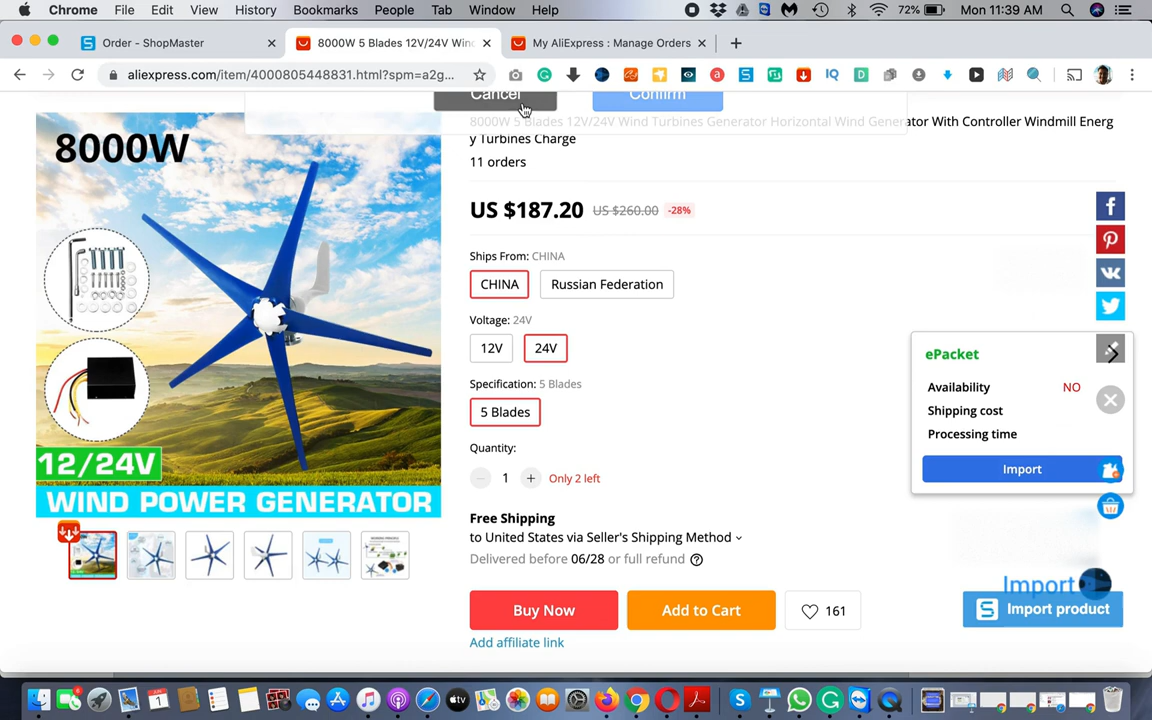 Chrome File Edit View History Bookmarks People Tab Window Help 72% Mon 11:39 AM
Order - ShopMaster 8000W 5 Blades 12V/24V Win My AliExpress : Manage Orders
aliexpress.com/item/4000805448831.html?spm=a2g...
Cancel Confirm
8000W 5 Blades 12V/24V Wind Turbines Generator Horizontal Wind Generator With Controller Windmill Energ
y Turbines Charge
11 orders
8000W
US $187.20 US $260.00 -28%
Ships From: CHINA
CHINA Russian Federation
Voltage: 24V
12V 24V
Specification: 5 Blades
5 Blades
Quantity:
1 Only 2 left
12/24V
WIND POWER GENERATOR
Free Shipping
to United States via Seller's Shipping Method
Delivered before 06/28 or full refund
Buy Now Add to Cart 161
Add affiliate link
ePacket
Availability NO
Shipping cost
Processing time
Import
Import
Import product